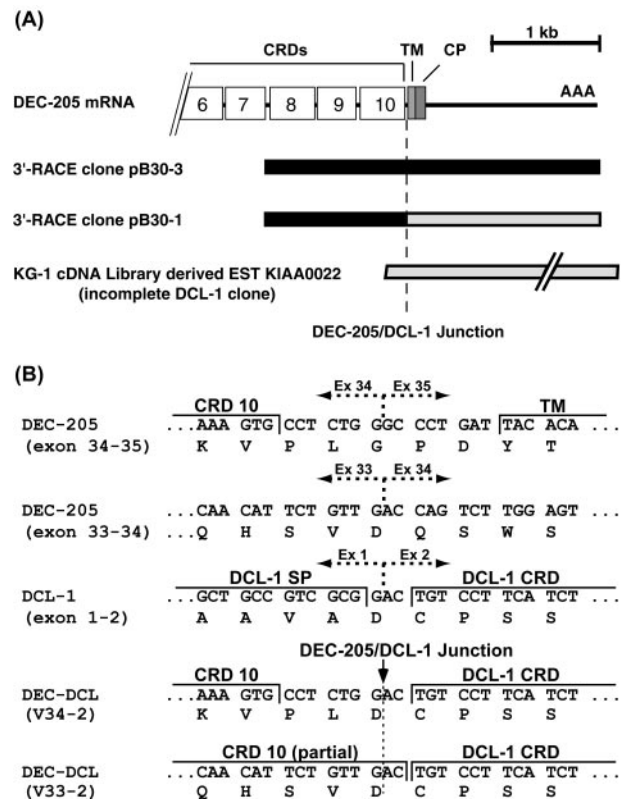 (A)
1 kb
CRDs
TM
CP
DEC-205 mRNA
6 7 8 9 10
AAA
3'-RACE clone pB30-3
3'-RACE clone pB30-1
KG-1 cDNA Library derived EST KIAA0022
(incomplete DCL-1 clone)
DEC-205/DCL-1 Junction
(B)
Ex 34 Ex 35
CRD 10
TM
DEC-205 ...AAA GTG CCT CTG GGC CCT GAT TAC ACA ...
(exon 34-35) ...K V P L G P D Y T
Ex 33 Ex 34
DEC-205 ...CAA CAT TCT GTT GAC CAG TCT TGG AGT ...
(exon 33-34) ...Q H S V D Q S W S
Ex 1 Ex 2
DCL-1 SP
DCL-1 CRD
DCL-1 ...GCT GCC GTC GCG GAC TGT CCT TCA TCT ...
(exon 1-2) A A V A D C P S S
DEC-205/DCL-1 Junction
CRD 10
DCL-1 CRD
DEC-DCL ...AAA GTG CCT CTG GAC TGT CCT TCA TCT ...
(V34-2) K V P L D C P S S
CRD 10 (partial)
DCL-1 CRD
DEC-DCL ...CAA CAT TCT GTT GAC TGT CCT TCA TCT ...
(V33-2) Q H S V D C P S S